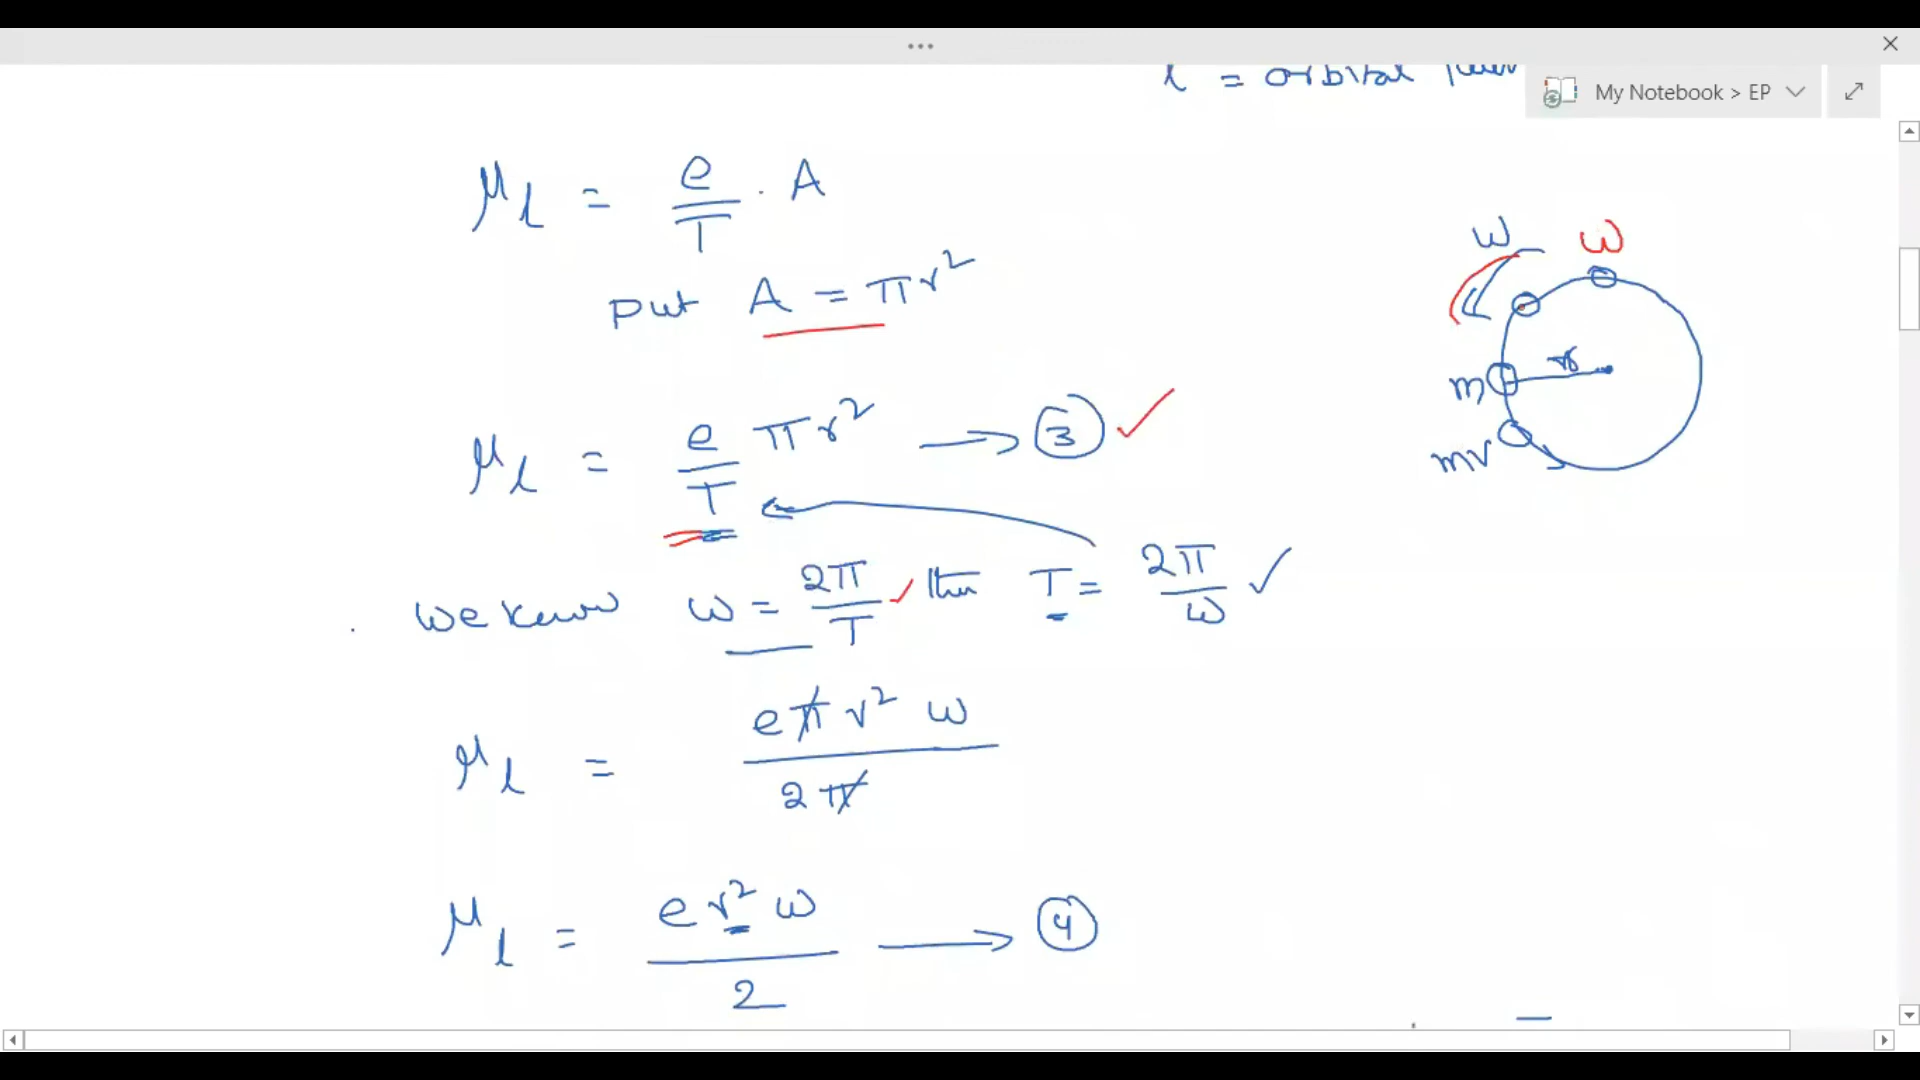 l = orbital
My Notebook > EP
μl = e/T . A
put A = πr²
μl = e/T πr² → ③ ✓
we know ω = 2π/T ✓ then T = 2π/ω ✓
μl = eπr²ω / 2π
μl = er²ω / 2 → ④
ω ω
r
m
mv